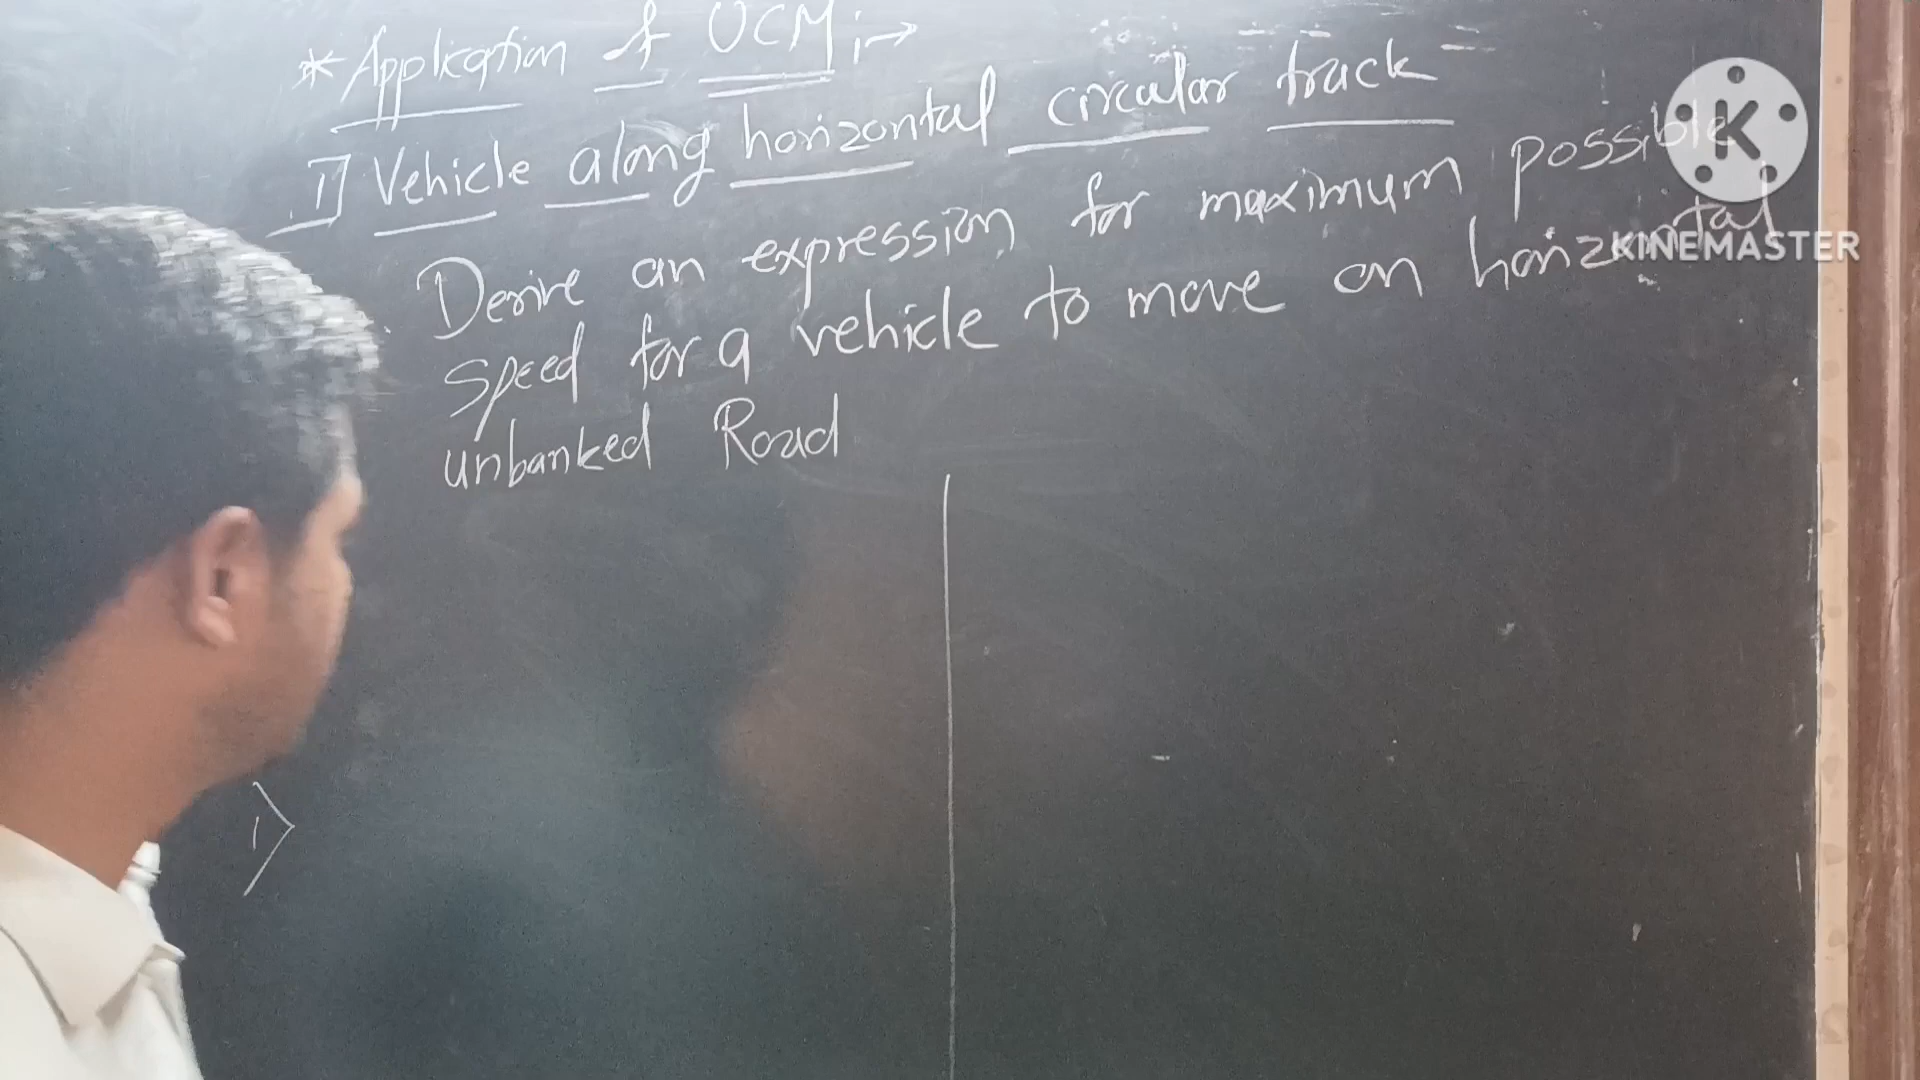 *Application of UCM :→
I] Vehicle along horizontal circular track
Derive an expression for maximum possible
speed for a vehicle to move on horizontal
unbanked Road
1)
K
KINEMASTER